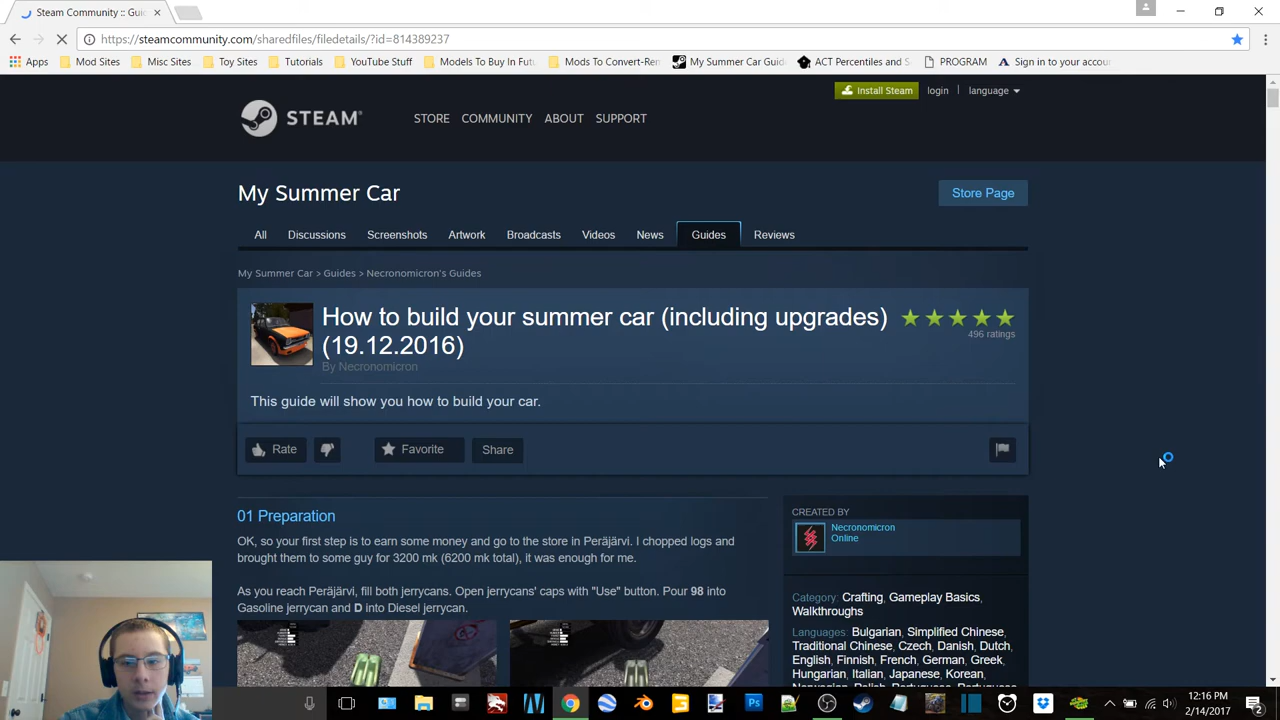 Steam Community :: Gui
https://steamcommunity.com/sharedfiles/filedetails/?id=814389237
Apps Mod Sites Misc Sites Toy Sites Tutorials YouTube Stuff Models To Buy In Futu Mods To Convert-Ren My Summer Car Guid ACT Percentiles and S PROGRAM Sign in to your accou
Install Steam login | language
STEAM
STORE COMMUNITY ABOUT SUPPORT
My Summer Car
Store Page
All Discussions Screenshots Artwork Broadcasts Videos News Guides Reviews
My Summer Car > Guides > Necronomicron's Guides
How to build your summer car (including upgrades)
(19.12.2016)
496 ratings
By Necronomicron
This guide will show you how to build your car.
Rate Favorite Share
01 Preparation
OK, so your first step is to earn some money and go to the store in Peräjärvi. I chopped logs and
brought them to some guy for 3200 mk (6200 mk total), it was enough for me.
As you reach Peräjärvi, fill both jerrycans. Open jerrycans' caps with "Use" button. Pour 98 into
Gasoline jerrycan and D into Diesel jerrycan.
CREATED BY
Necronomicron
Online
Category: Crafting, Gameplay Basics,
Walkthroughs
Languages: Bulgarian, Simplified Chinese,
Traditional Chinese, Czech, Danish, Dutch,
English, Finnish, French, German, Greek,
Hungarian, Italian, Japanese, Korean,
12:16 PM
2/14/2017